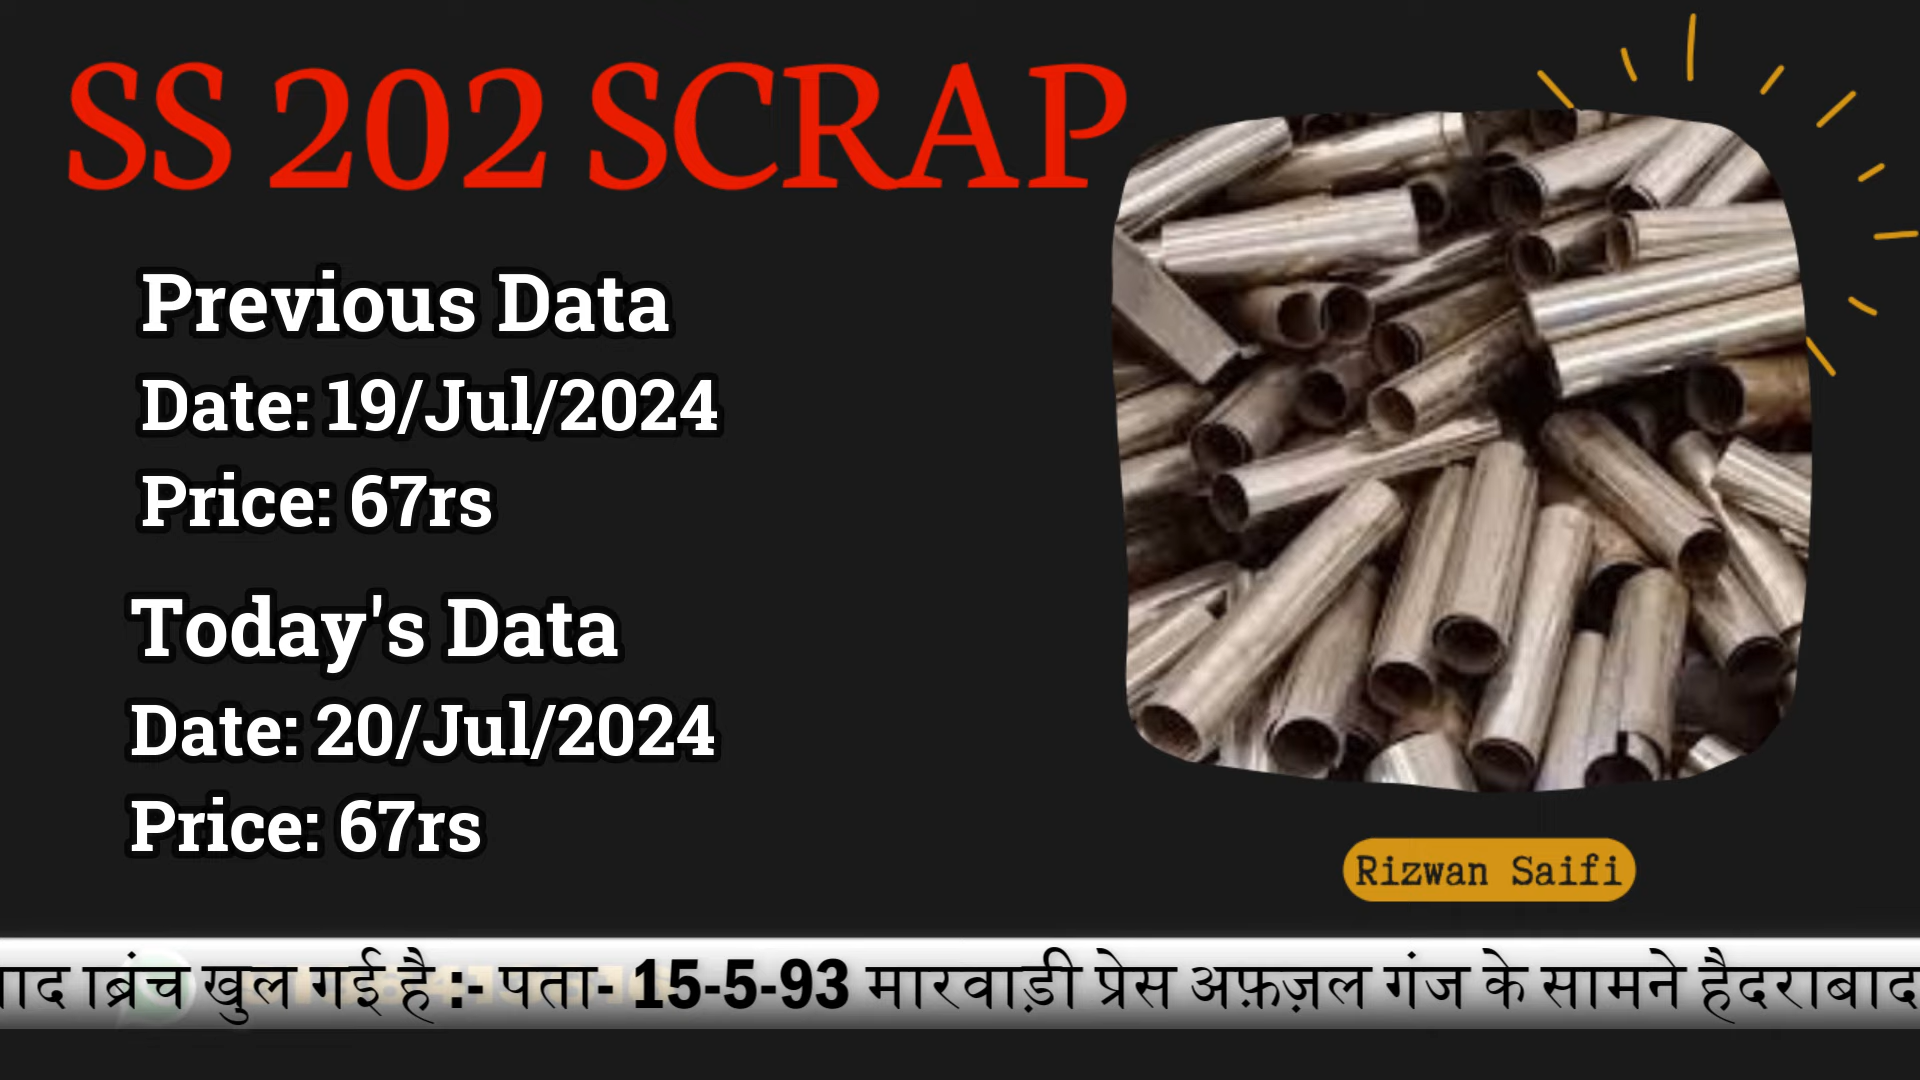 SS 202 SCRAP
Previous Data
Date: 19/Jul/2024
Price: 67rs
Today's Data
Date: 20/Jul/2024
Price: 67rs
Rizwan Saifi
ब्रिंच खुल गई है :- पता- 15-5-93 मारवाड़ी प्रेस अफ़ज़ल गंज के सामने हैदराबाद